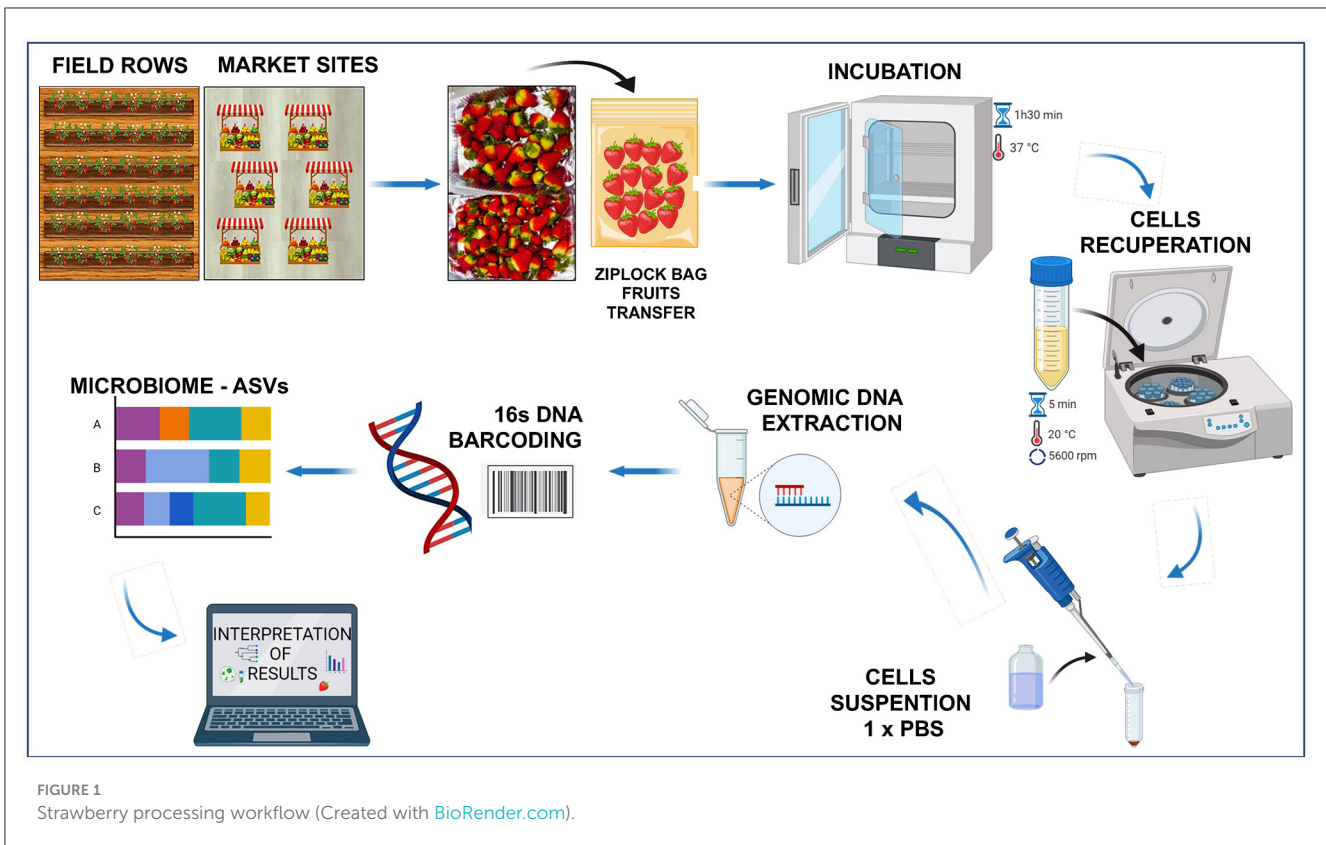 FIELD ROWS
MARKET SITES
ZIPLOCK BAG
FRUITS
TRANSFER
INCUBATION
1h30 min
37 °C
CELLS
RECUPERATION
5 min
20 °C
5600 rpm
CELLS
SUSPENTION
1 x PBS
GENOMIC DNA
EXTRACTION
16s DNA
BARCODING
MICROBIOME - ASVs
A
B
C
INTERPRETATION
OF
RESULTS
FIGURE 1
Strawberry processing workflow (Created with BioRender.com).